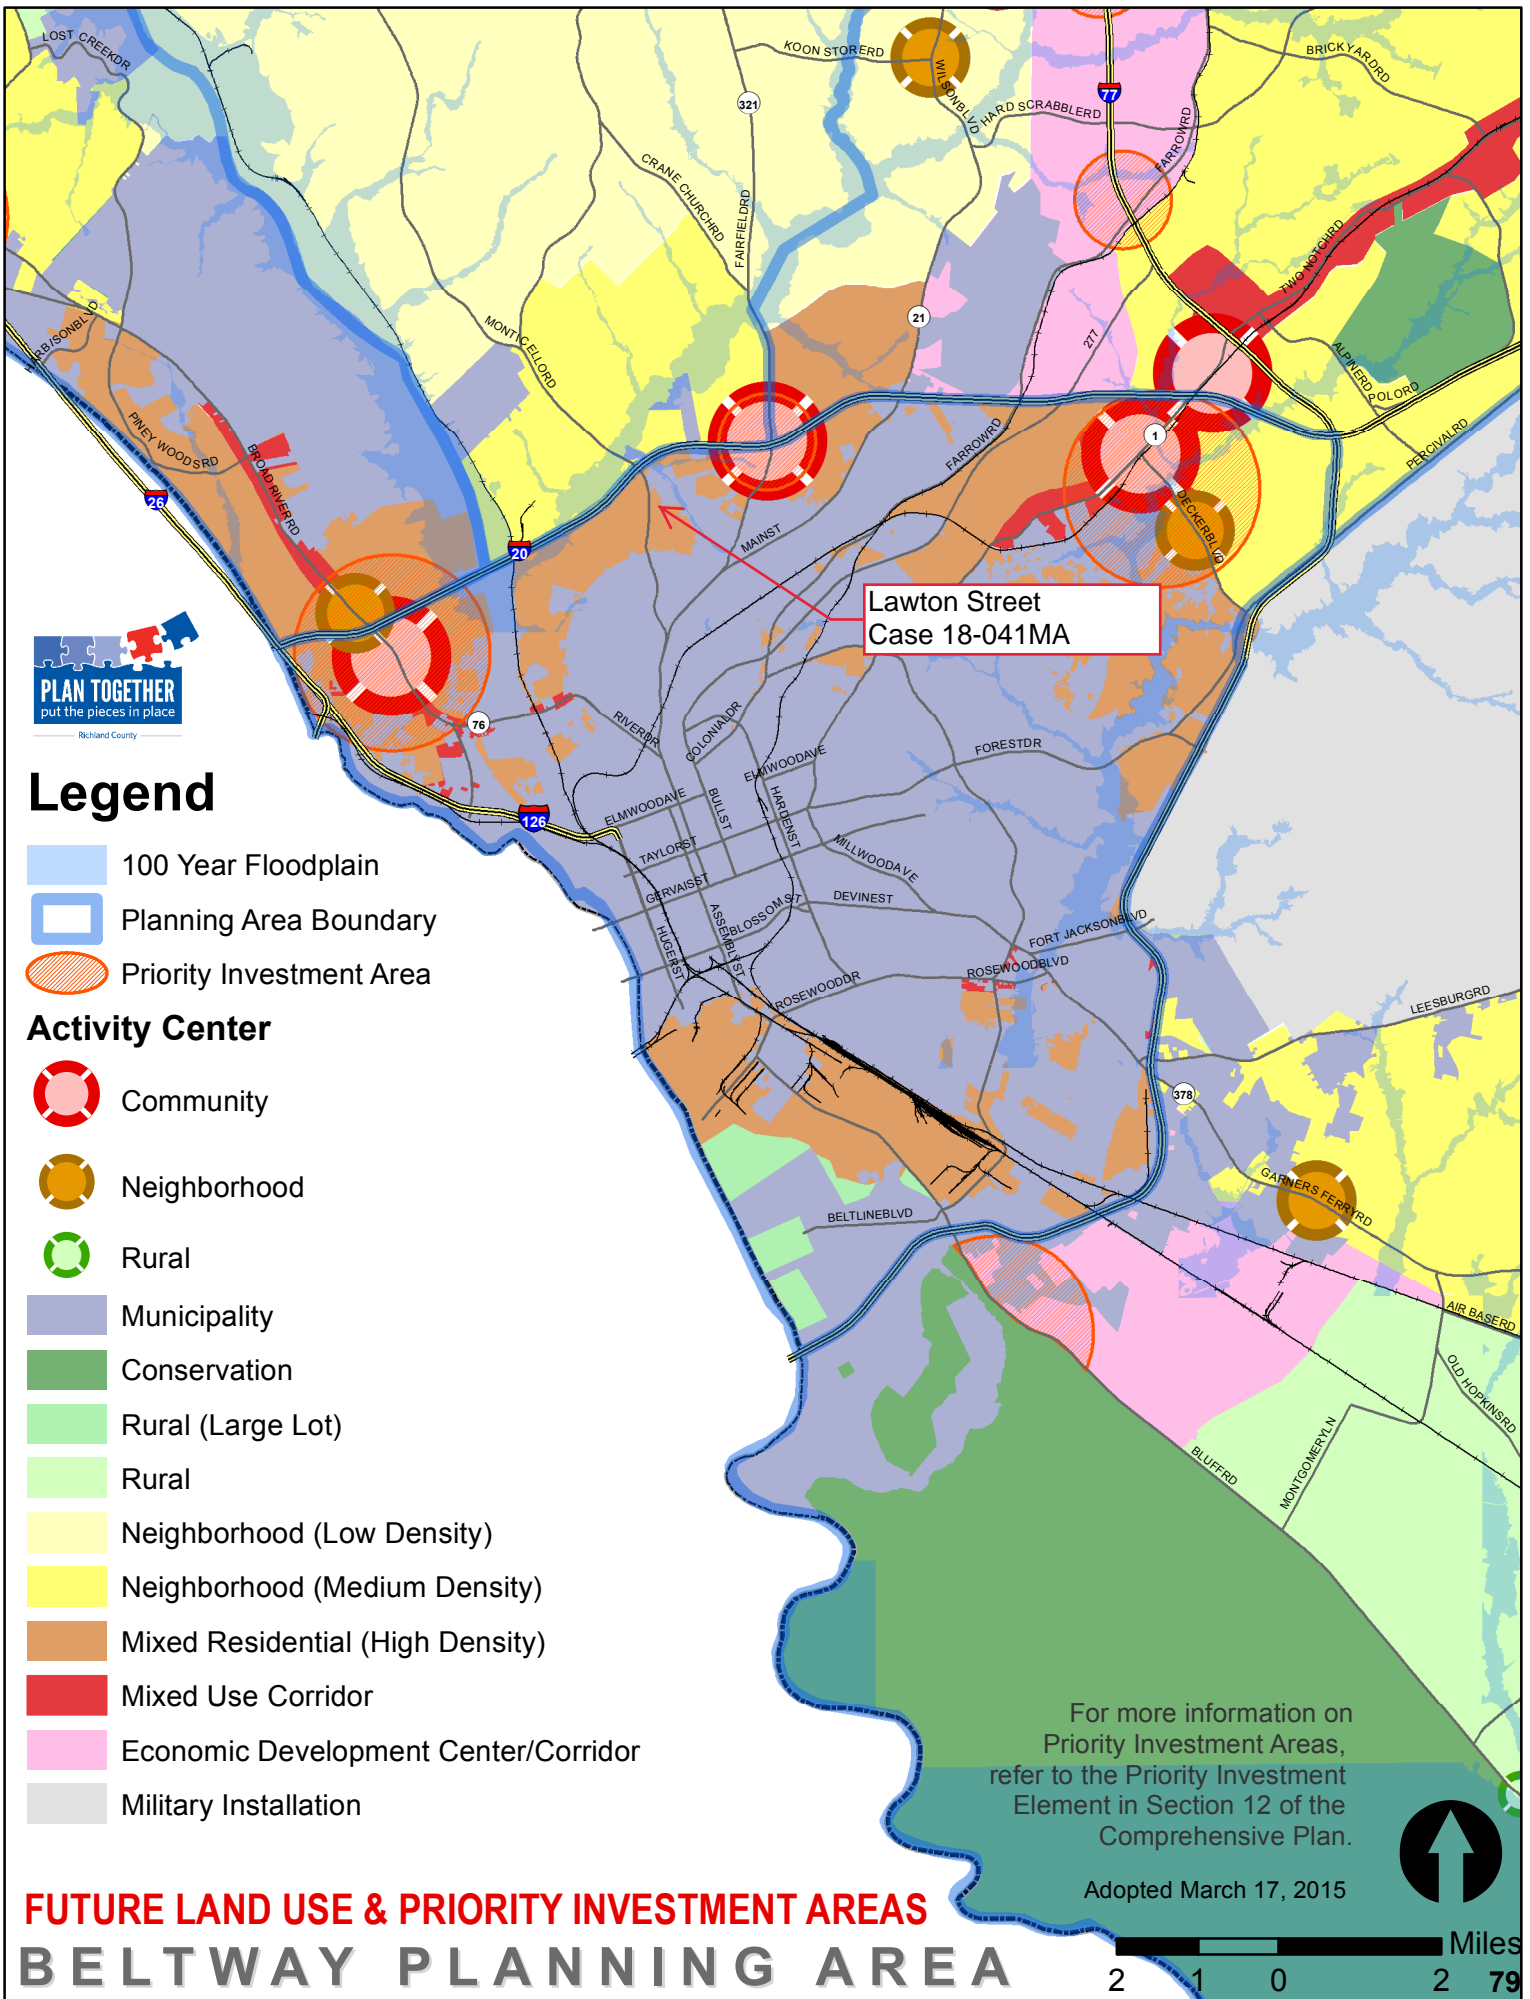 LOST CREEKDR
KOON STORERD
WILSONBLVD
HARD SCRABBLERD
BRICKYARDRD
321
77
FARROWRD
CRANE CHURCHRD
FAIRFIELDRD
TWO NOTCHRD
HARBISONBLVD
MONTICELLORD
21
277
ALPINERD
POLORD
PINEY WOODSRD
BROAD RIVERRD
FARROWRD
1
PERCIVALRD
26
DECKERBLVD
20
MAINST
Lawton Street
Case 18-041MA
PLAN TOGETHER
put the pieces in place
Richland County
76
RIVERDR
COLONIALDR
ELMWOODAVE
FORESTDR
Legend
126
ELMWOODAVE
BULLST
HARDENST
TAYLORST
MILLWOODAVE
GERVAISST
DEVINEST
BLOSSOMST
ASSEMBLYST
HUGERST
FORT JACKSONBLVD
ROSEWOODBLVD
ROSEWOODDR
LEESBURGRD
378
GARNERS FERRYRD
BELTLINEBLVD
AIR BASERD
OLD HOPKINSRD
MONTGOMERYLN
BLUFFRD
100 Year Floodplain
Planning Area Boundary
Priority Investment Area
Activity Center
Community
Neighborhood
Rural
Municipality
Conservation
Rural (Large Lot)
Rural
Neighborhood (Low Density)
Neighborhood (Medium Density)
Mixed Residential (High Density)
Mixed Use Corridor
Economic Development Center/Corridor
Military Installation
For more information on
Priority Investment Areas,
refer to the Priority Investment
Element in Section 12 of the
Comprehensive Plan.
Adopted March 17, 2015
FUTURE LAND USE & PRIORITY INVESTMENT AREAS
BELTWAY PLANNING AREA
Miles
2 1 0 2
79